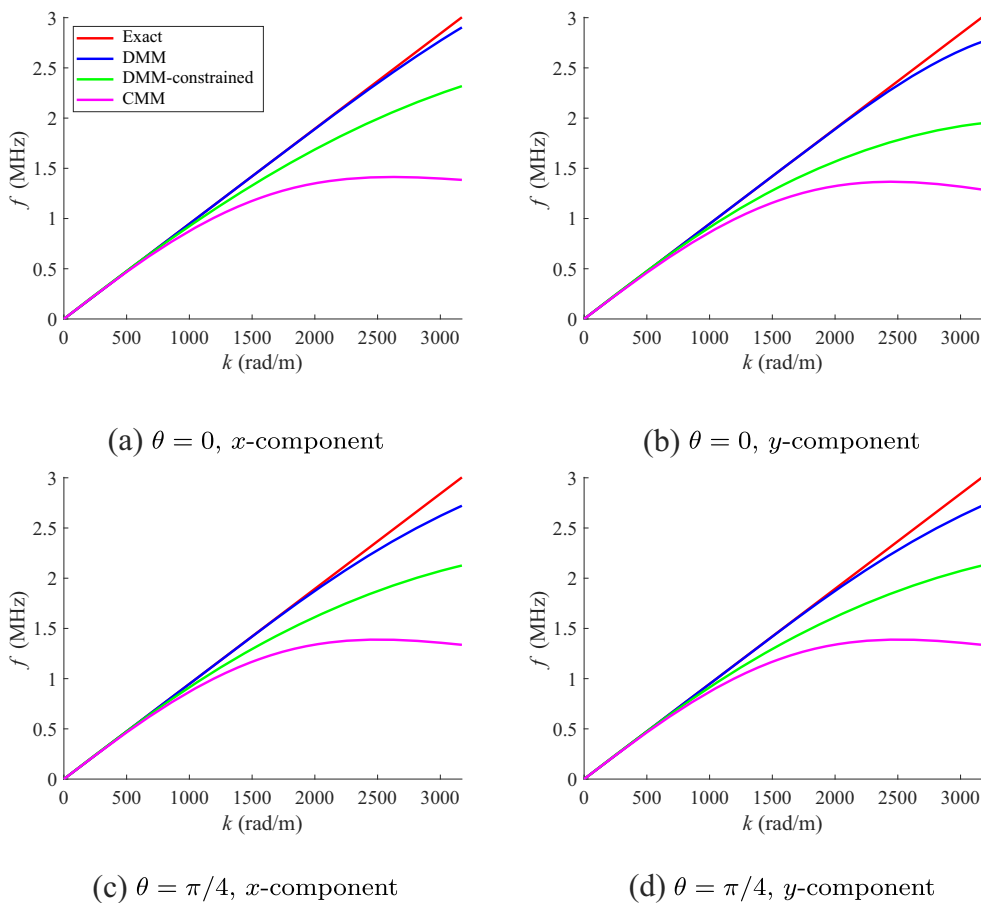 3
2.5
2
1.5
1
0.5
0
f (MHz)
Exact
DMM
DMM-constrained
CMM
0 500 1000 1500 2000 2500 3000
k (rad/m)
(a) θ = 0, x-component
3
2.5
2
1.5
1
0.5
0
f (MHz)
0 500 1000 1500 2000 2500 3000
k (rad/m)
(b) θ = 0, y-component
3
2.5
2
1.5
1
0.5
0
f (MHz)
0 500 1000 1500 2000 2500 3000
k (rad/m)
(c) θ = π/4, x-component
3
2.5
2
1.5
1
0.5
0
f (MHz)
0 500 1000 1500 2000 2500 3000
k (rad/m)
(d) θ = π/4, y-component